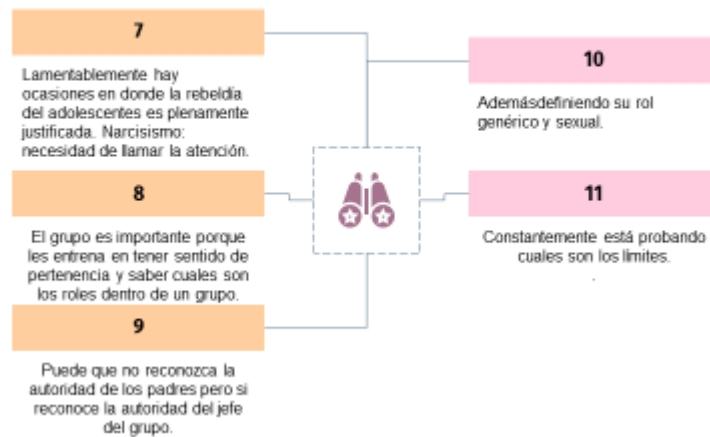 7
Lamentablemente hay
ocasiones en donde la rebeldía
del adolescentes es plenamente
justificada. Narcisismo:
necesidad de llamar la atención.
8
El grupo es importante porque
les entrena en tener sentido de
pertenencia y saber cuales son
los roles dentro de un grupo.
9
Puede que no reconozca la
autoridad de los padres pero si
reconoce la autoridad del jefe
del grupo.
10
Ademásdefiniendo su rol
genérico y sexual.
11
Constantemente está probando
cuales son los límites.
.